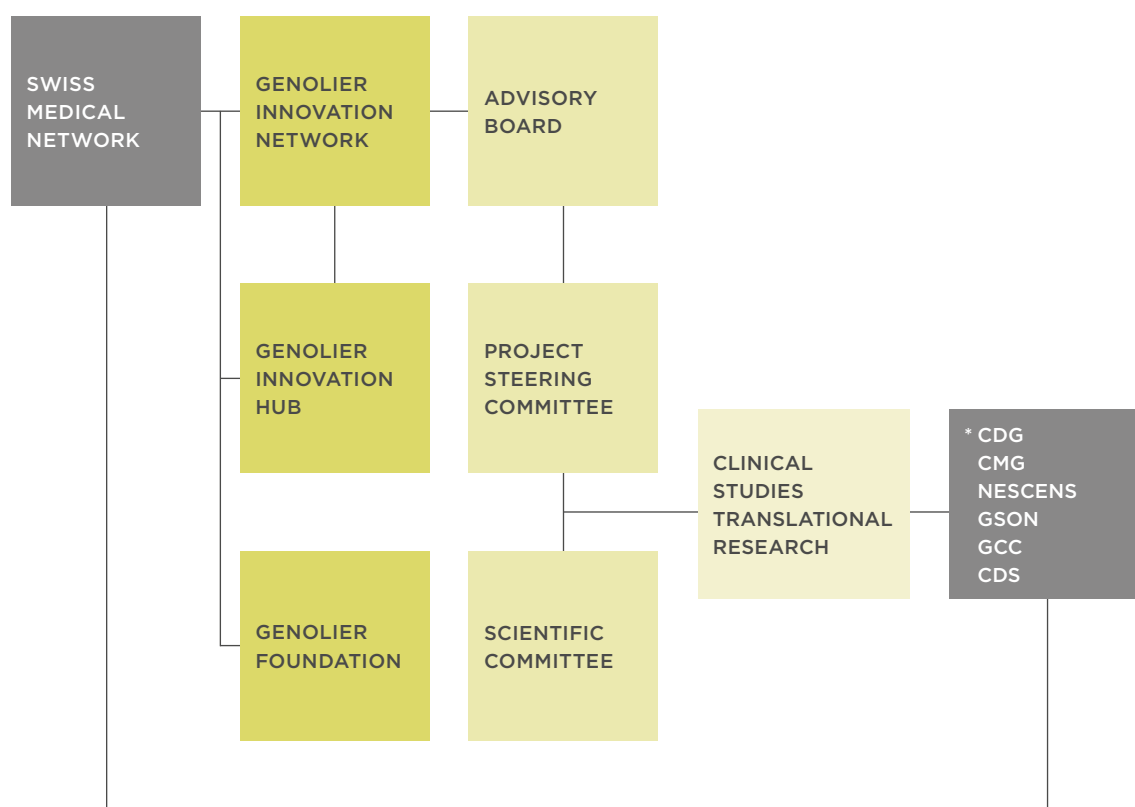 SWISS
MEDICAL
NETWORK
GENOLIER
INNOVATION
NETWORK
ADVISORY
BOARD
GENOLIER
INNOVATION
HUB
PROJECT
STEERING
COMMITTEE
CLINICAL
STUDIES
TRANSLATIONAL
RESEARCH
* CDG
CMG
NESCENS
GSON
GCC
CDS
GENOLIER
FOUNDATION
SCIENTIFIC
COMMITTEE